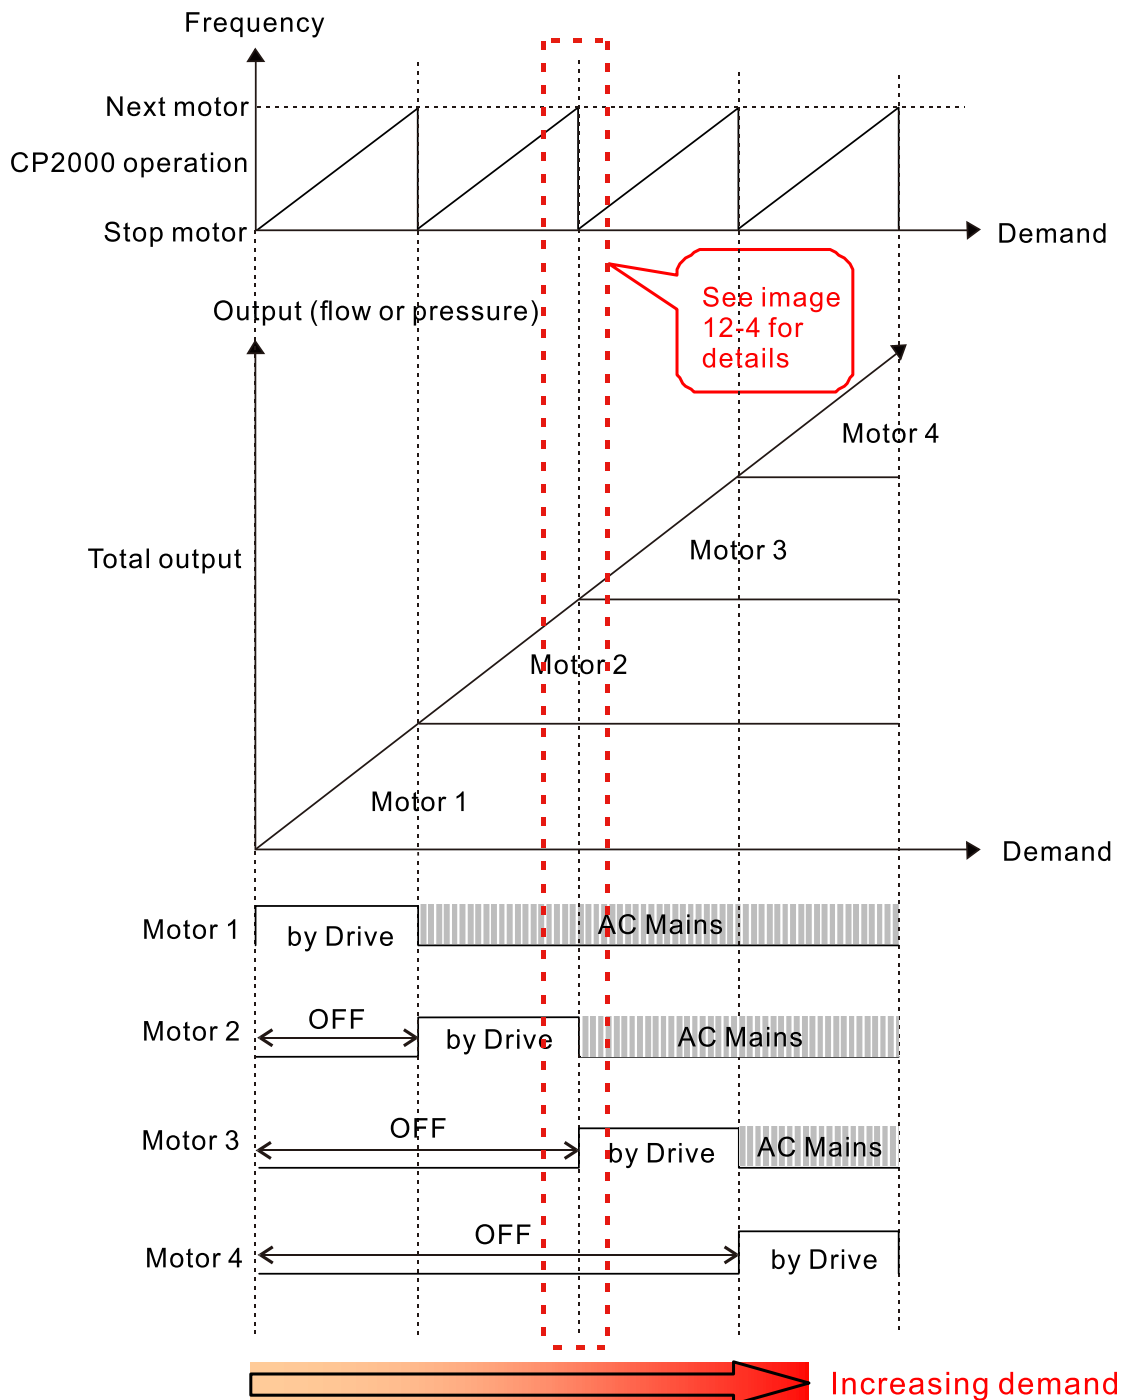 Frequency
Next motor
CP2000 operation
Stop motor
Demand
See image
12-4 for
details
Output (flow or pressure)
Motor 4
Motor 3
Total output
Motor 2
Motor 1
Demand
Motor 1
by Drive
AC Mains
Motor 2
OFF
by Drive
AC Mains
Motor 3
OFF
by Drive
AC Mains
Motor 4
OFF
by Drive
Increasing demand